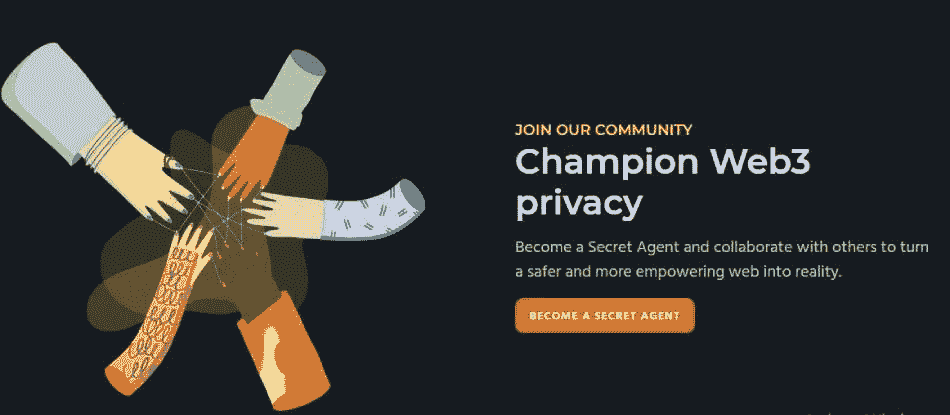 JOIN OUR COMMUNITY
Champion Web3
privacy
Become a Secret Agent and collaborate with others to turn
a safer and more empowering web into reality.
BECOME A SECRET AGENT